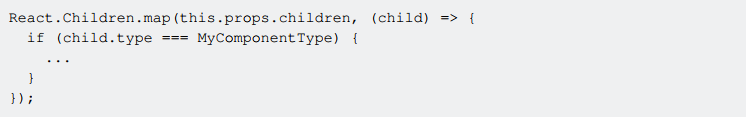 React.Children.map(this.props.children, (child) => {
  if (child.type === MyComponentType) {
    ...
  }
});